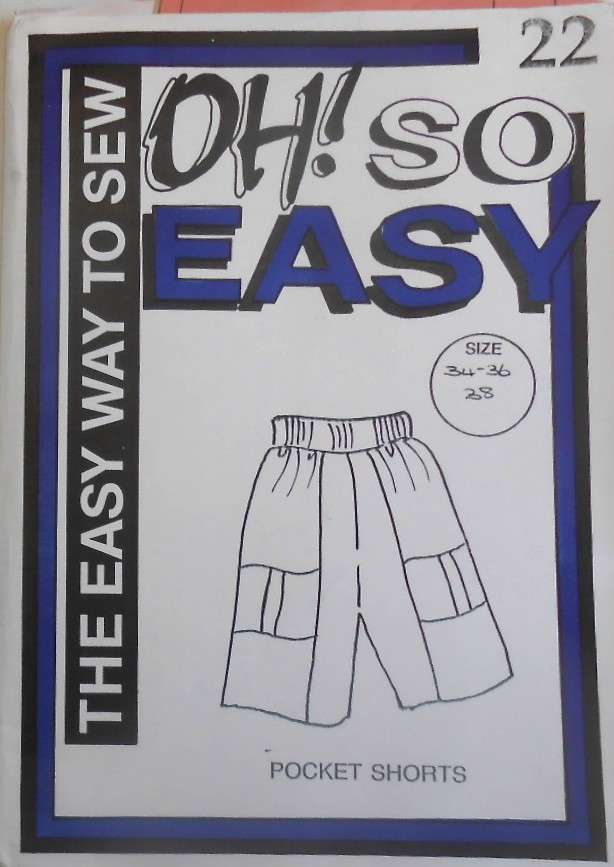 22
OH! SO
EASY
THE EASY WAY TO SEW
SIZE
34-36
38
POCKET SHORTS